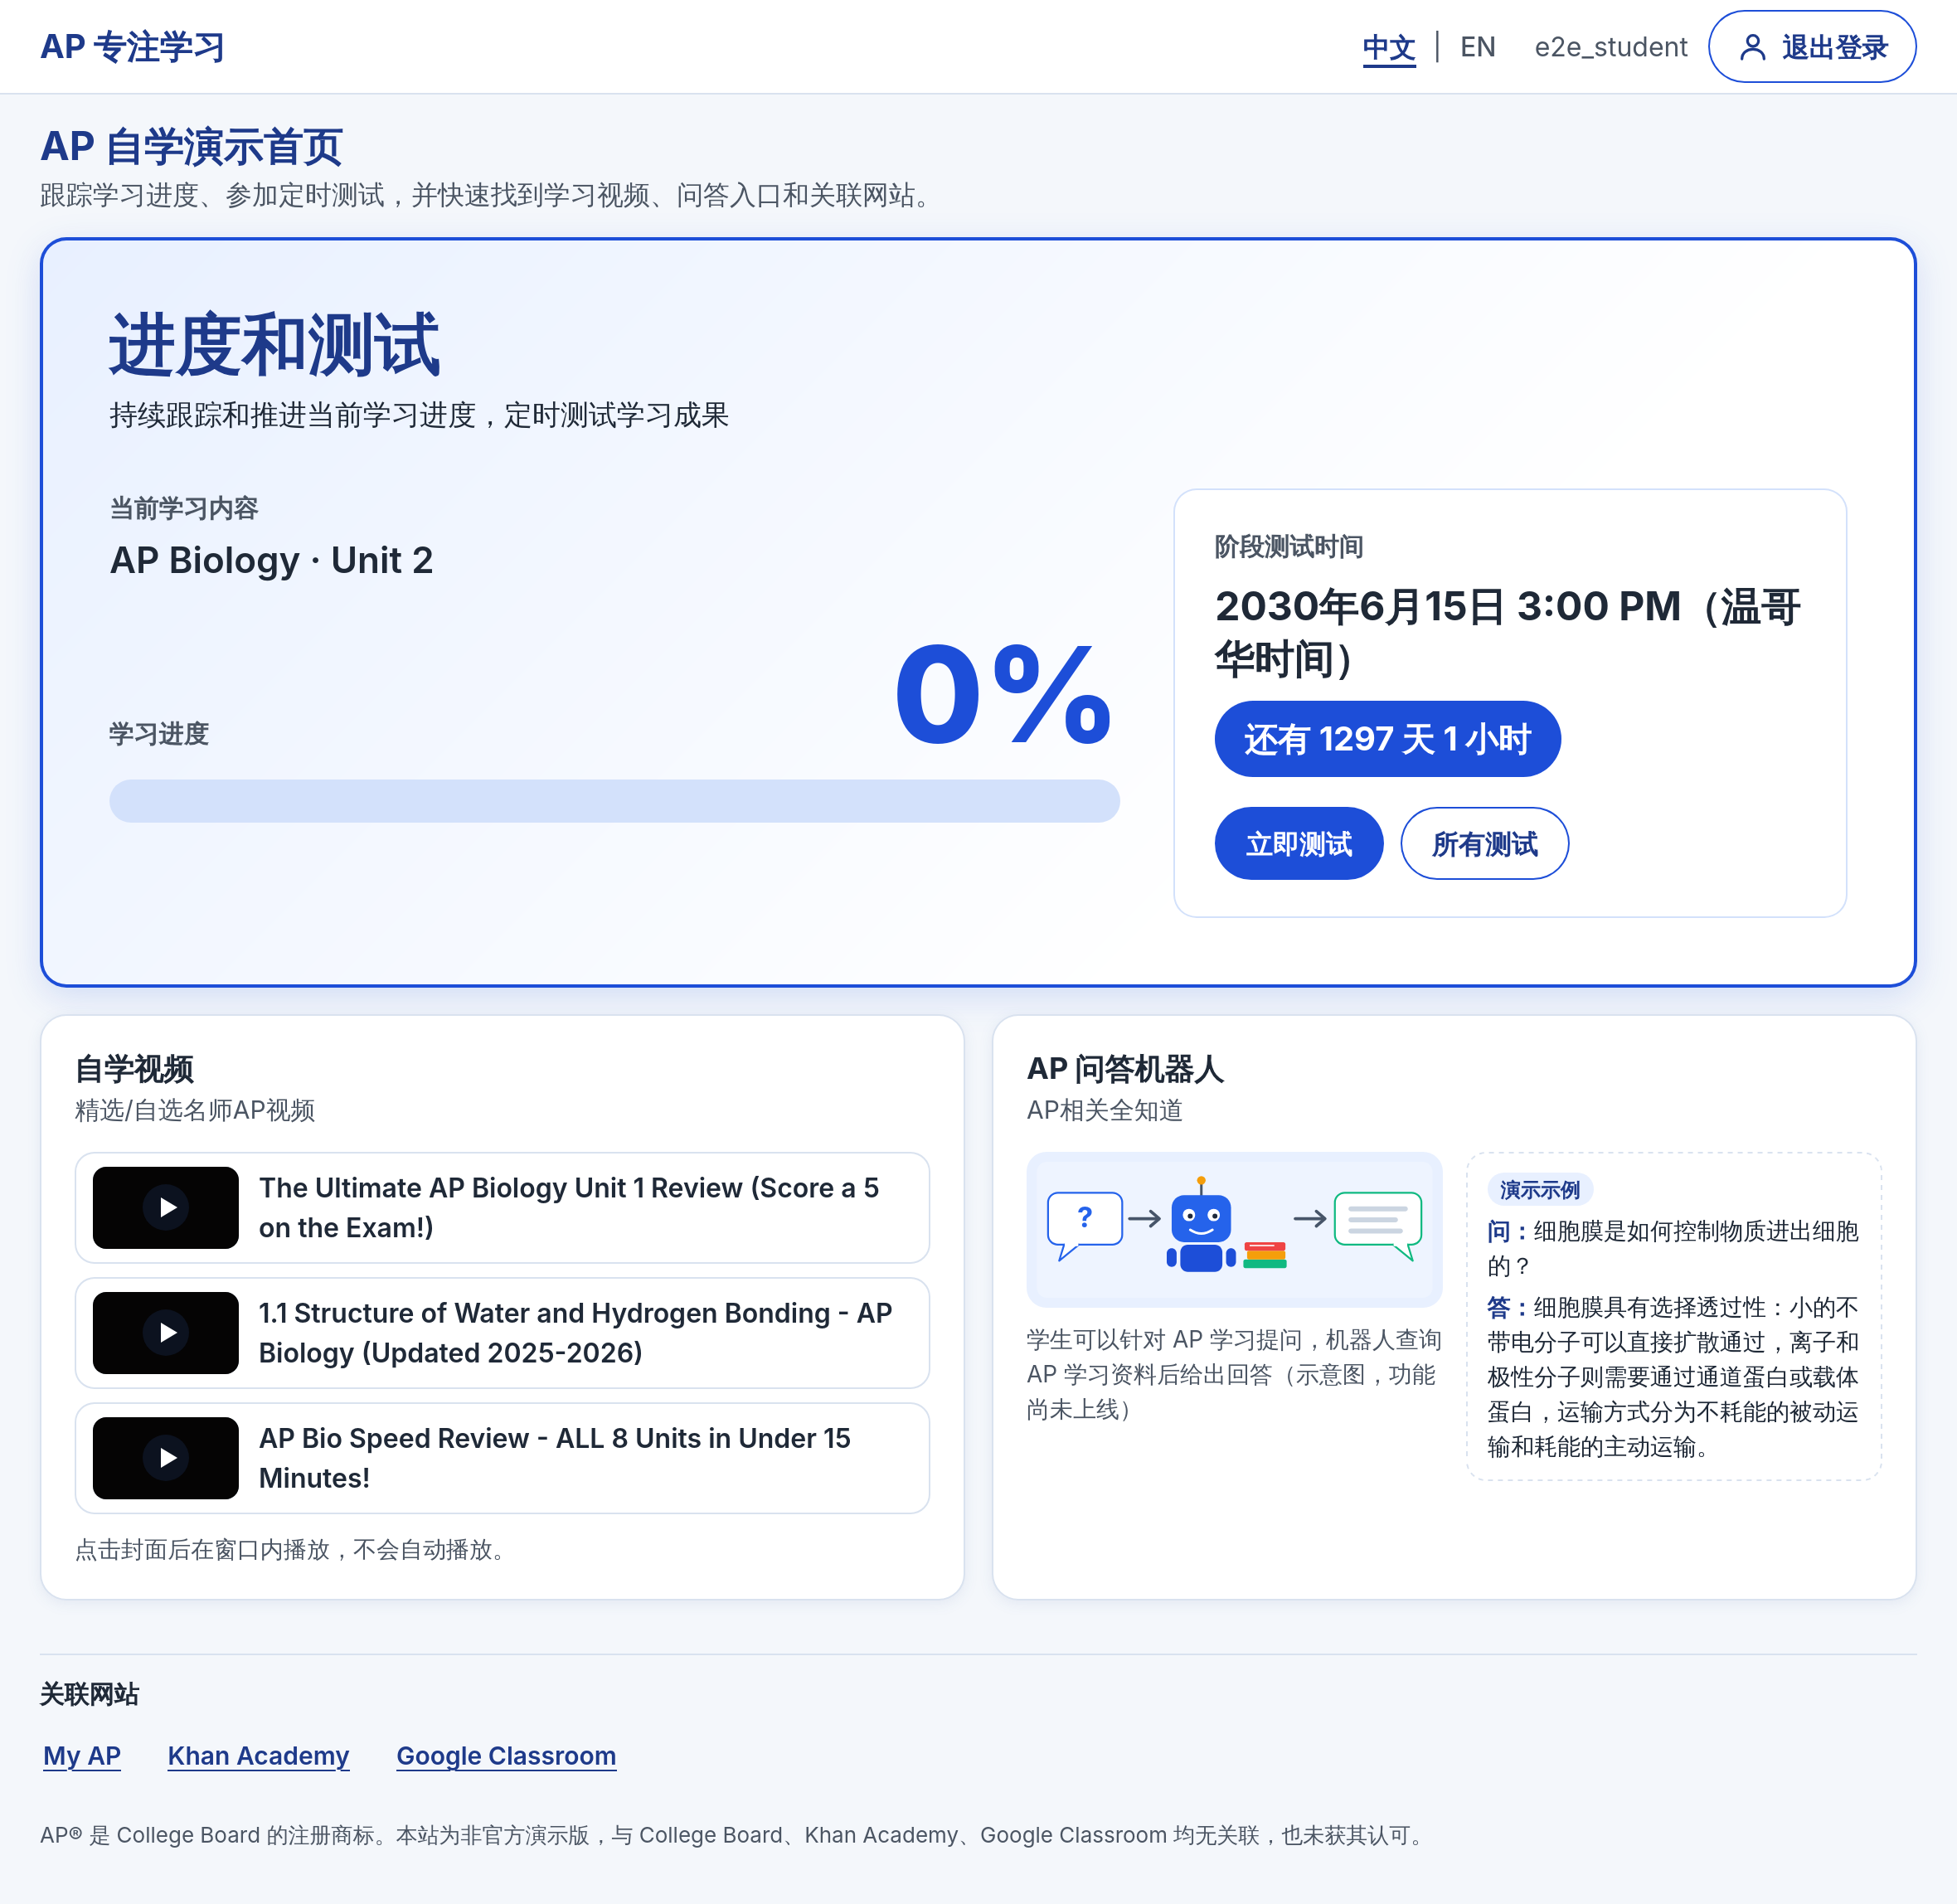 AP 专注学习
中文 | EN e2e_student 退出登录
AP 自学演示首页
跟踪学习进度、参加定时测试，并快速找到学习视频、问答入口和关联网站。
进度和测试
持续跟踪和推进当前学习进度，定时测试学习成果
当前学习内容
AP Biology · Unit 2
学习进度
0%
阶段测试时间
2030年6月15日 3:00 PM（温哥
华时间）
还有 1297 天 1 小时
立即测试 所有测试
自学视频
精选/自选名师AP视频
The Ultimate AP Biology Unit 1 Review (Score a 5
on the Exam!)
1.1 Structure of Water and Hydrogen Bonding - AP
Biology (Updated 2025-2026)
AP Bio Speed Review - ALL 8 Units in Under 15
Minutes!
点击封面后在窗口内播放，不会自动播放。
AP 问答机器人
AP相关全知道
?
学生可以针对 AP 学习提问，机器人查询
AP 学习资料后给出回答（示意图，功能
尚未上线）
演示示例
问：细胞膜是如何控制物质进出细胞
的？
答：细胞膜具有选择透过性：小的不
带电分子可以直接扩散通过，离子和
极性分子则需要通过通道蛋白或载体
蛋白，运输方式分为不耗能的被动运
输和耗能的主动运输。
关联网站
My AP Khan Academy Google Classroom
AP® 是 College Board 的注册商标。本站为非官方演示版，与 College Board、Khan Academy、Google Classroom 均无关联，也未获其认可。